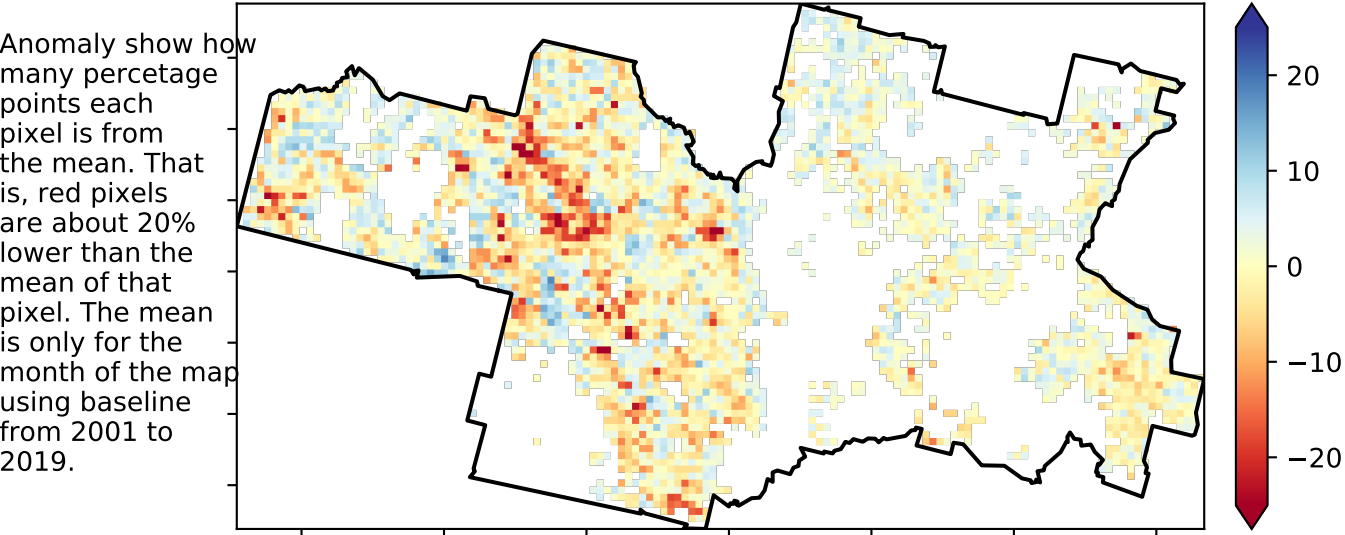 Anomaly show how
many percetage
points each
pixel is from
the mean. That
is, red pixels
are about 20%
lower than the
mean of that
pixel. The mean
is only for the
month of the map
using baseline
from 2001 to
2019.
20
10
0
−10
−20